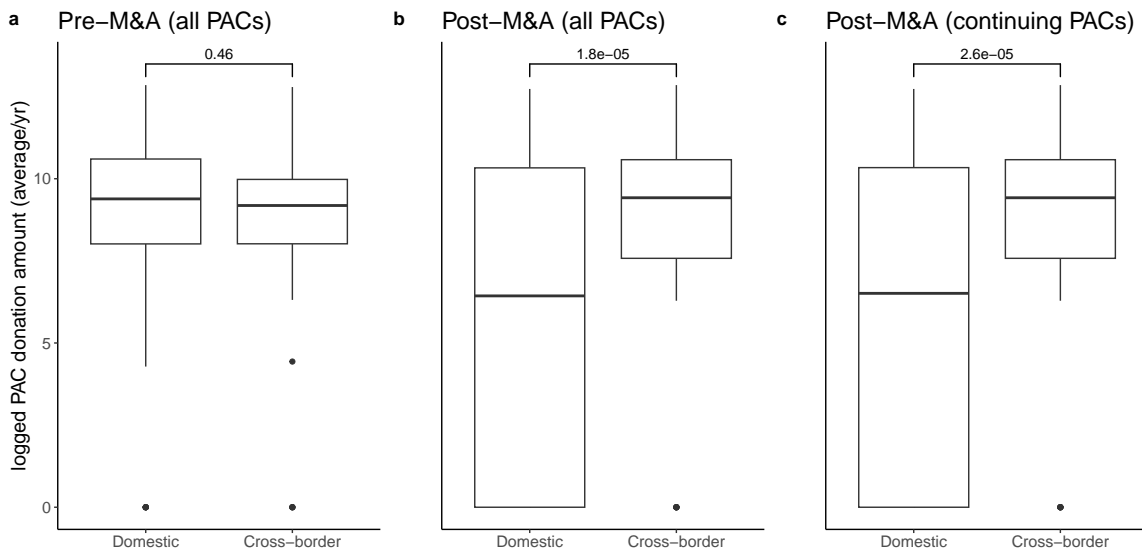 a Pre−M&A (all PACs)
0.46
logged PAC donation amount (average/yr)
10
5
0
Domestic Cross−border
b Post−M&A (all PACs)
1.8e−05
Domestic Cross−border
c Post−M&A (continuing PACs)
2.6e−05
Domestic Cross−border